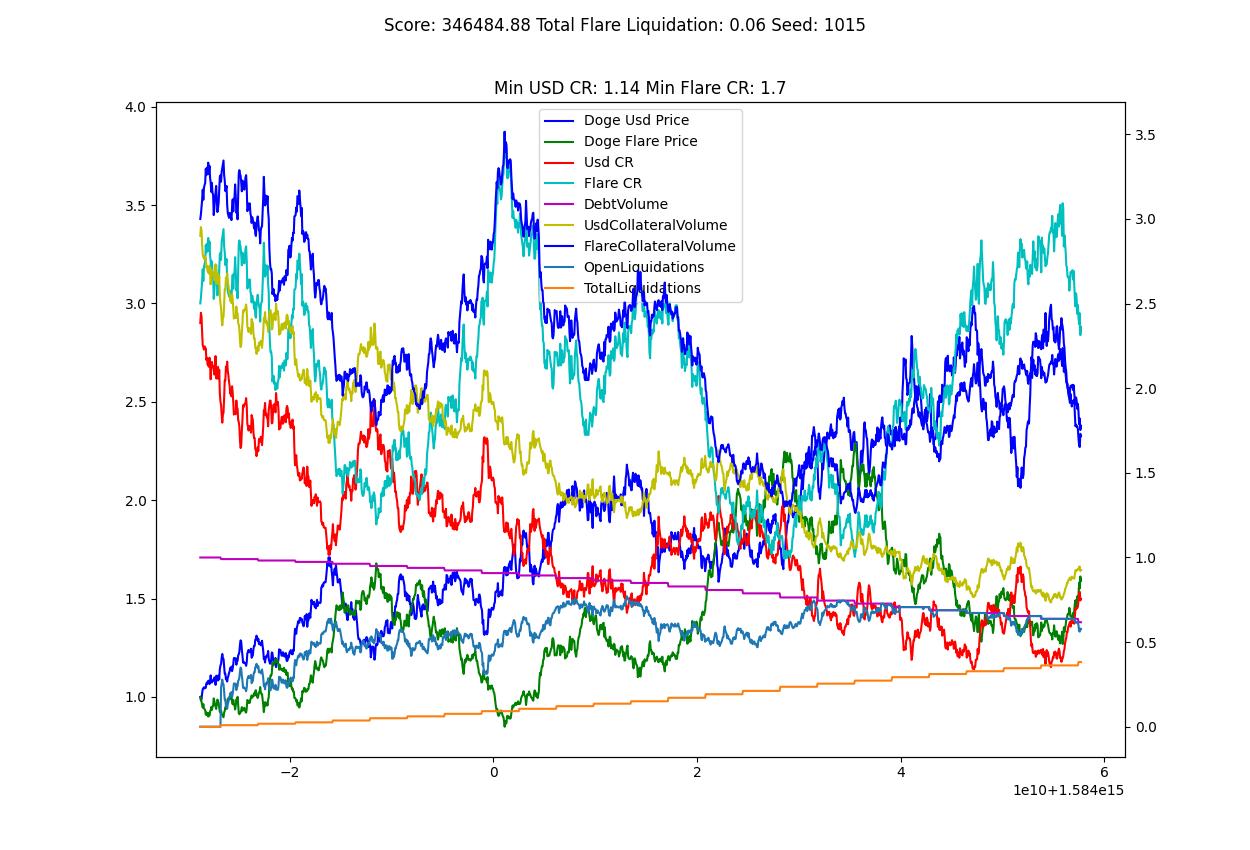 Score: 346484.88 Total Flare Liquidation: 0.06 Seed: 1015
Min USD CR: 1.14 Min Flare CR: 1.7
4.0
3.5
3.0
2.5
2.0
1.5
1.0
Doge Usd Price
Doge Flare Price
Usd CR
Flare CR
DebtVolume
UsdCollateralVolume
FlareCollateralVolume
OpenLiquidations
TotalLiquidations
3.5
3.0
2.5
2.0
1.5
1.0
0.5
0.0
−2 0 2 4 6
1e10+1.584e15